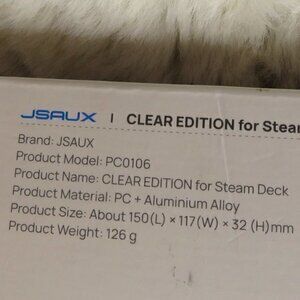 JSAUX | CLEAR EDITION for Stea
Brand: JSAUX
Product Model: PC0106
Product Name: CLEAR EDITION for Steam Deck
Product Material: PC + Aluminium Alloy
Product Size: About 150(L) × 117(W) × 32 (H)mm
Product Weight: 126 g